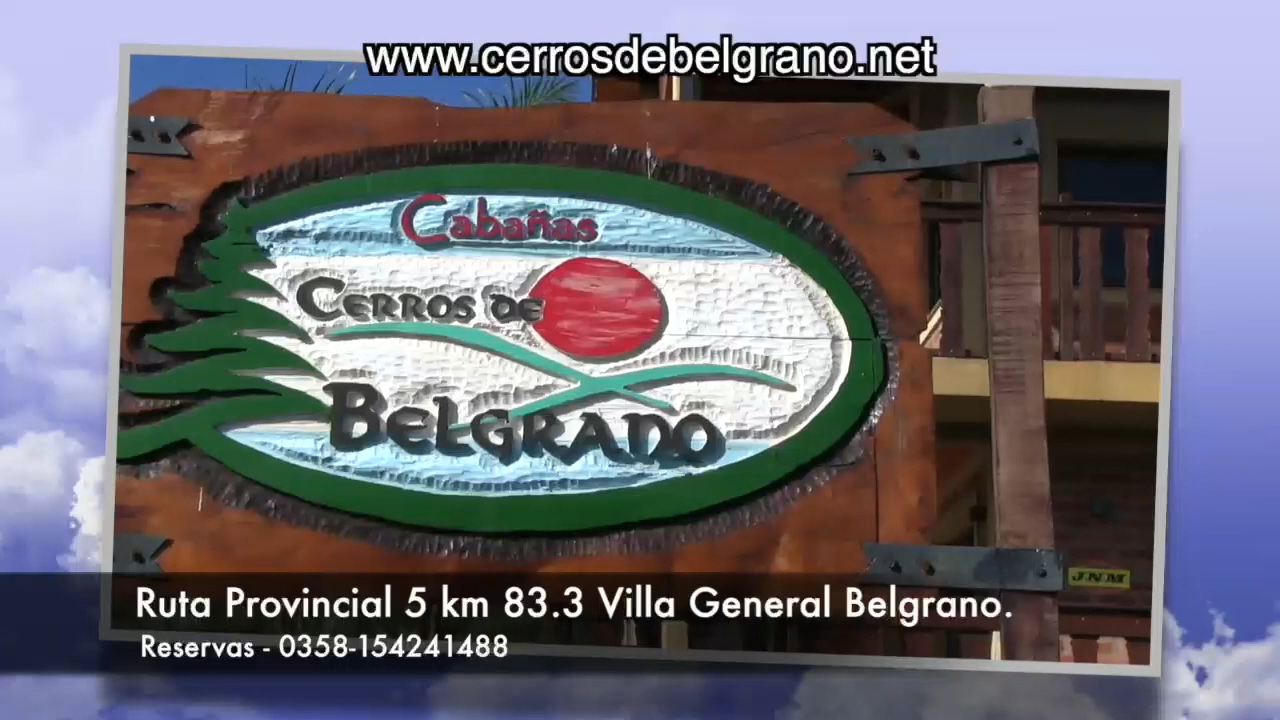 www.cerrosdebelgrano.net
Cabañas
CERROS DE
BELGRANO
JNM
Ruta Provincial 5 km 83.3 Villa General Belgrano.
Reservas - 0358-154241488